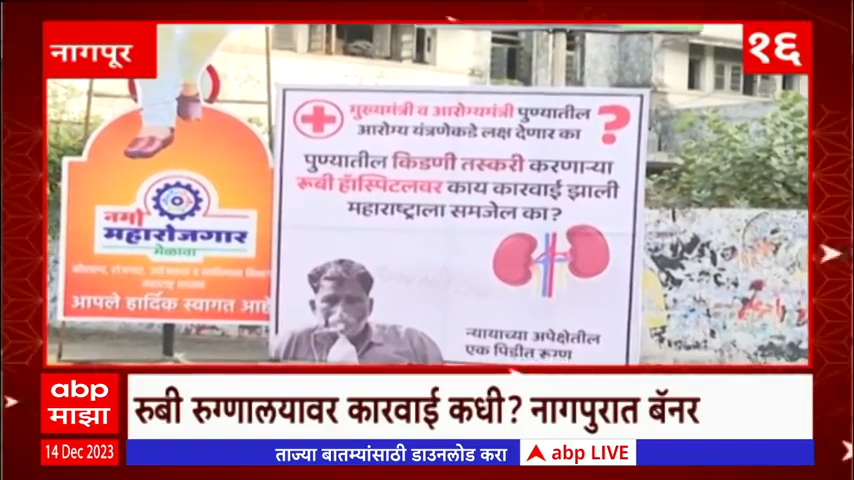 नागपूर
१६
मुख्यमंत्री व आरोग्यमंत्री पुण्यातील
आरोग्य यंत्रणेकडे लक्ष देणार का ?
पुण्यातील किडणी तस्करी करणाऱ्या
रूबी हॅास्पिटलवर काय कारवाई झाली
महाराष्ट्राला समजेल का?
न्यायाच्या अपेक्षेतील
एक पिडीत रूग्ण
नमो
महारोजगार
मेळावा
आपले हार्दिक स्वागत आहे
abp
माझा
रुबी रुग्णालयावर कारवाई कधी? नागपुरात बॅनर
14 Dec 2023
ताज्या बातम्यांसाठी डाउनलोड करा
abp LIVE